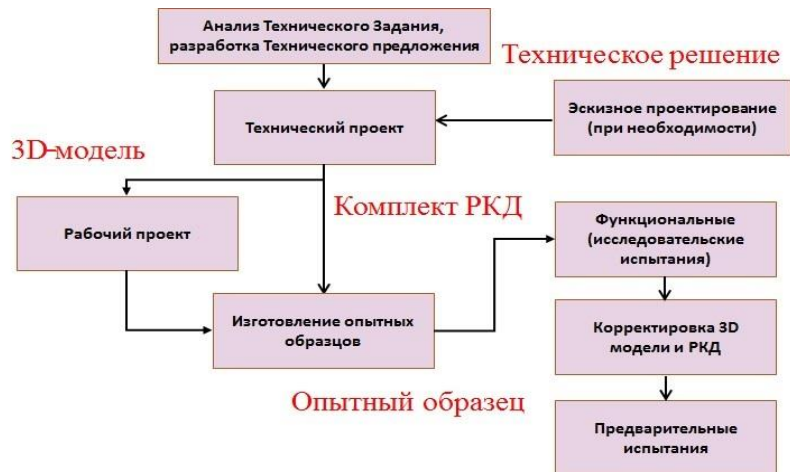 Анализ Технического Задания,
разработка Технического предложения
Техническое решение
Технический проект
Эскизное проектирование
(при необходимости)
3D-модель
Комплект РКД
Рабочий проект
Функциональные
(исследовательские
испытания)
Изготовление опытных
образцов
Корректировка 3D
модели и РКД
Опытный образец
Предварительные
испытания